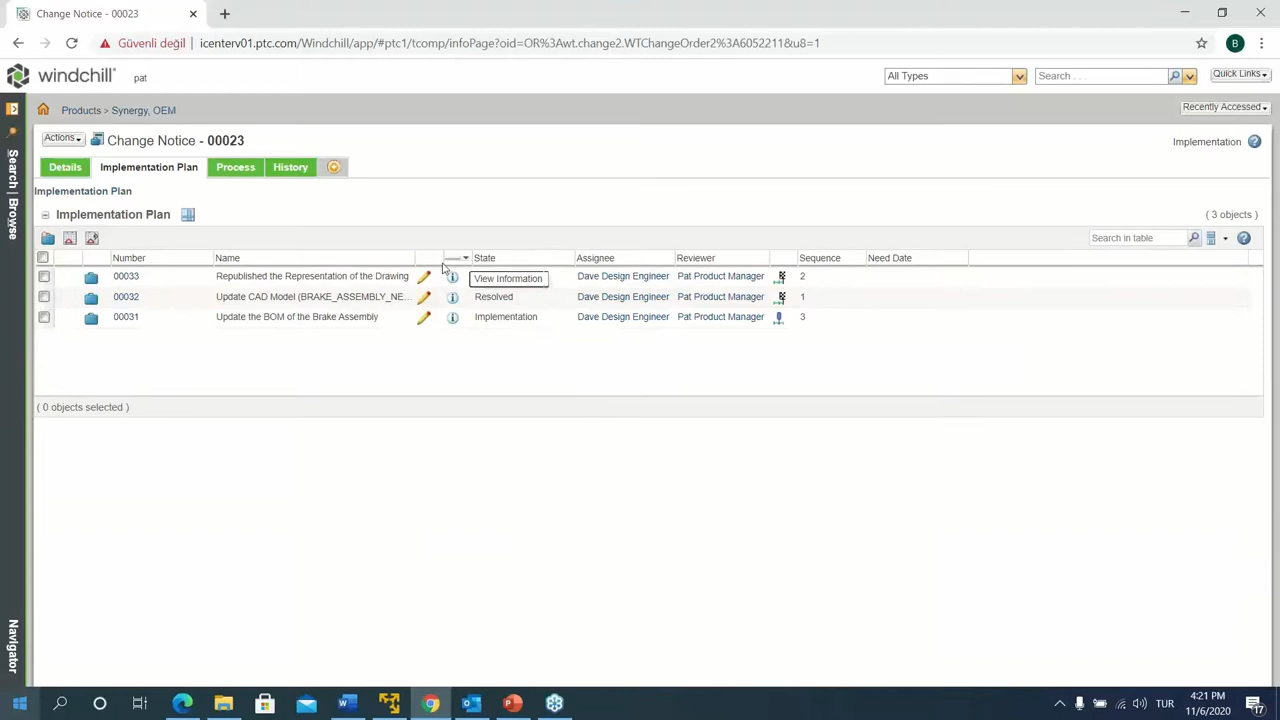 Change Notice - 00023
Güvenli değil
icenterv01.ptc.com/Windchill/app/#ptc1/tcomp/infoPage?oid=OR%3Awt.change2.WTChangeOrder2%3A6052211&u8=1
B
windchill
pat
All Types
Search . . .
Quick Links
Products > Synergy, OEM
Recently Accessed
Actions
Change Notice - 00023
Implementation
Details
Implementation Plan
Process
History
Search | Browse
Implementation Plan
Implementation Plan
( 3 objects )
Search in table
Number Name State Assignee Reviewer Sequence Need Date
00033 Republished the Representation of the Drawing View Information Dave Design Engineer Pat Product Manager 2
00032 Update CAD Model (BRAKE_ASSEMBLY_NE... Resolved Dave Design Engineer Pat Product Manager 1
00031 Update the BOM of the Brake Assembly Implementation Dave Design Engineer Pat Product Manager 3
( 0 objects selected )
Navigator
TUR
4:21 PM
11/6/2020
17